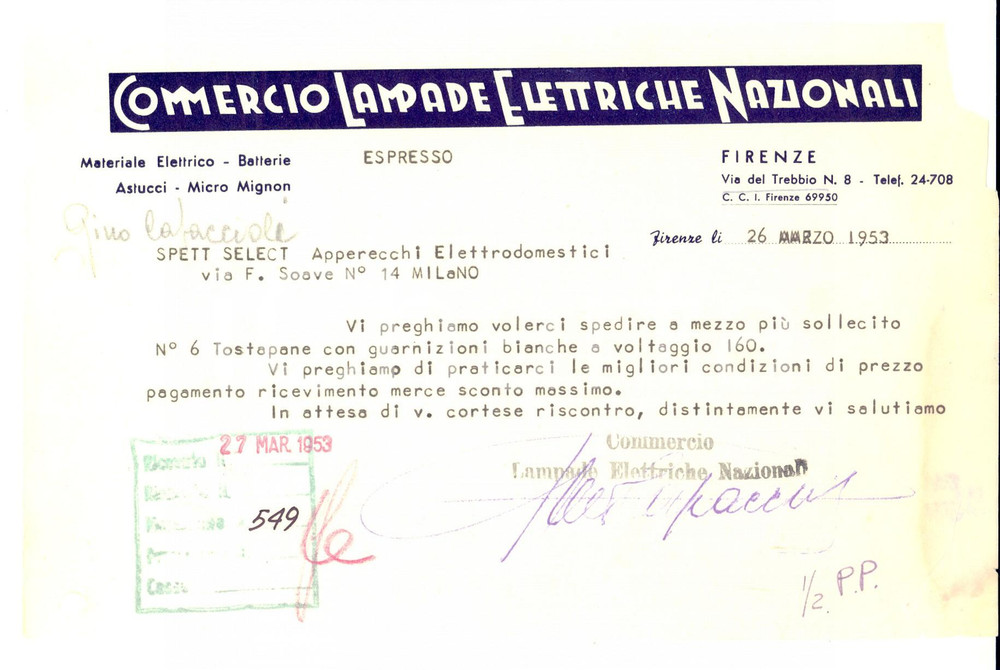 COMMERCIO LAMPADE ELETTRICHE NAZIONALI
Materiale Elettrico - Batterie
Astucci - Micro Mignon
ESPRESSO
FIRENZE
Via del Trebbio N. 8 - Telef. 24-708
C. C. I. Firenze 69950
Gino
Firenze li 26 MARZO 1953
SPETT SELECT Apperecchi Elettrodomestici
via F. Soave N° 14 MILaNO
Vi preghiamo volerci spedire a mezzo più sollecito
N° 6 Tostapane con guarnizioni bianche a voltaggio 160.
Vi preghiamp di praticarci le migliori condizioni di prezzo
pagamento ricevimento merce sconto massimo.
In attesa di v. cortese riscontro, distintamente vi salutiamo
27 MAR. 1953
549
Commercio
Lampade Elettriche Nazionali
1/2 P.P.